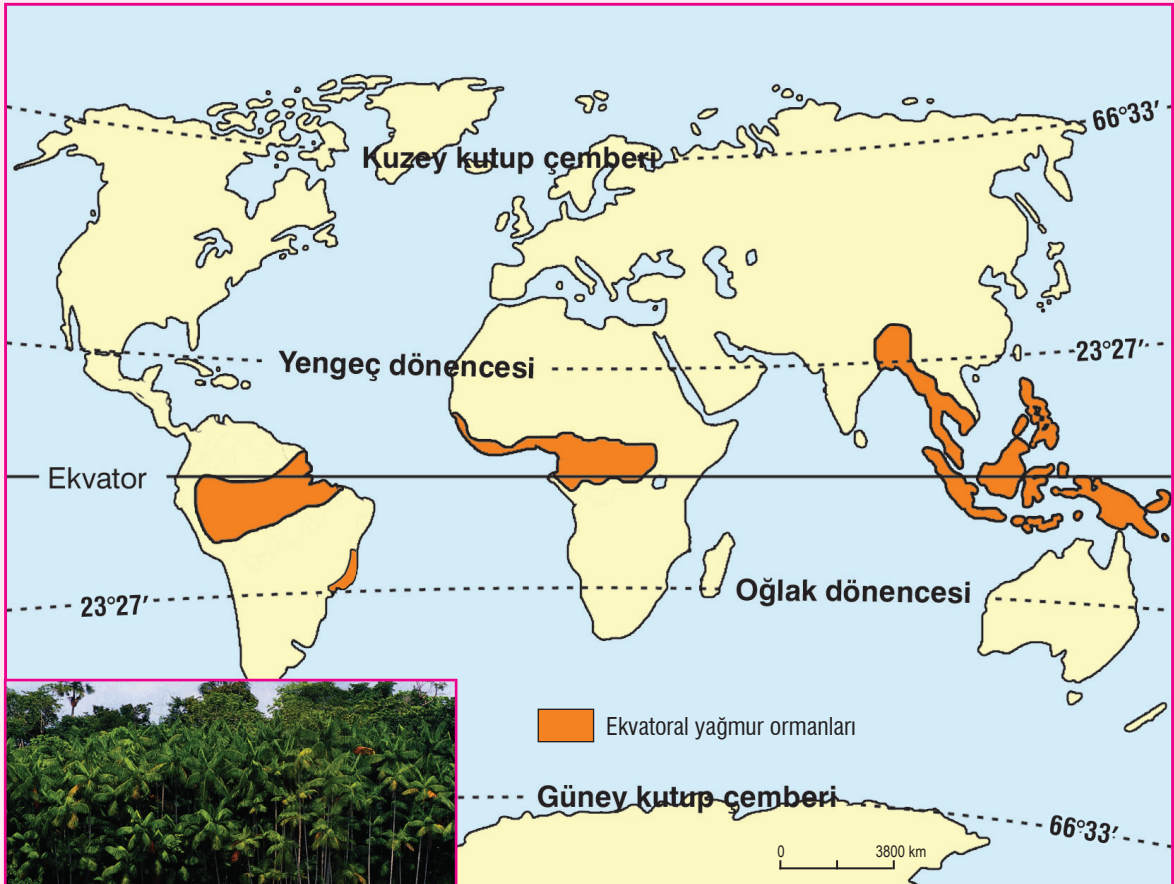 66°33′
Kuzey kutup çemberi
23°27′
Yengeç dönencesi
Ekvator
Oğlak dönencesi
23°27′
Ekvatoral yağmur ormanları
Güney kutup çemberi
66°33′
0 3800 km